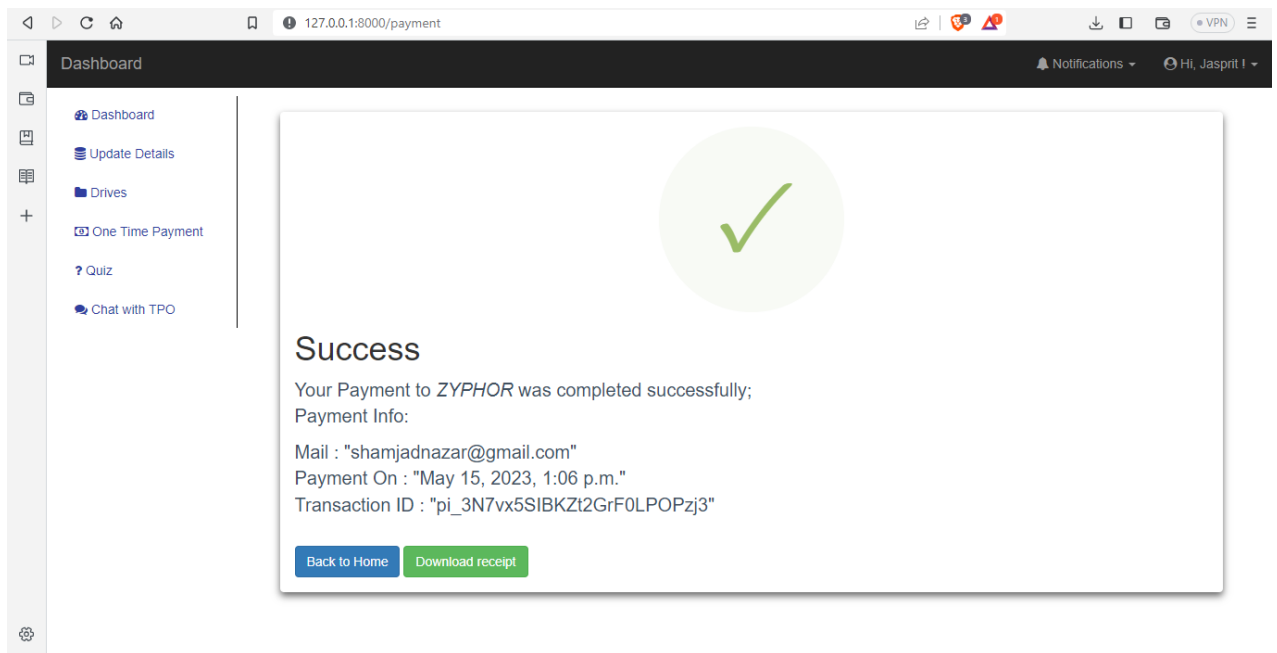 127.0.0.1:8000/payment
3
1
VPN
Dashboard
Notifications
Hi, Jasprit !
Dashboard
Update Details
Drives
One Time Payment
? Quiz
Chat with TPO
Success
Your Payment to ZYPHOR was completed successfully;
Payment Info:
Mail : "shamjadnazar@gmail.com"
Payment On : "May 15, 2023, 1:06 p.m."
Transaction ID : "pi_3N7vx5SIBKZt2GrF0LPOPzj3"
Back to Home
Download receipt